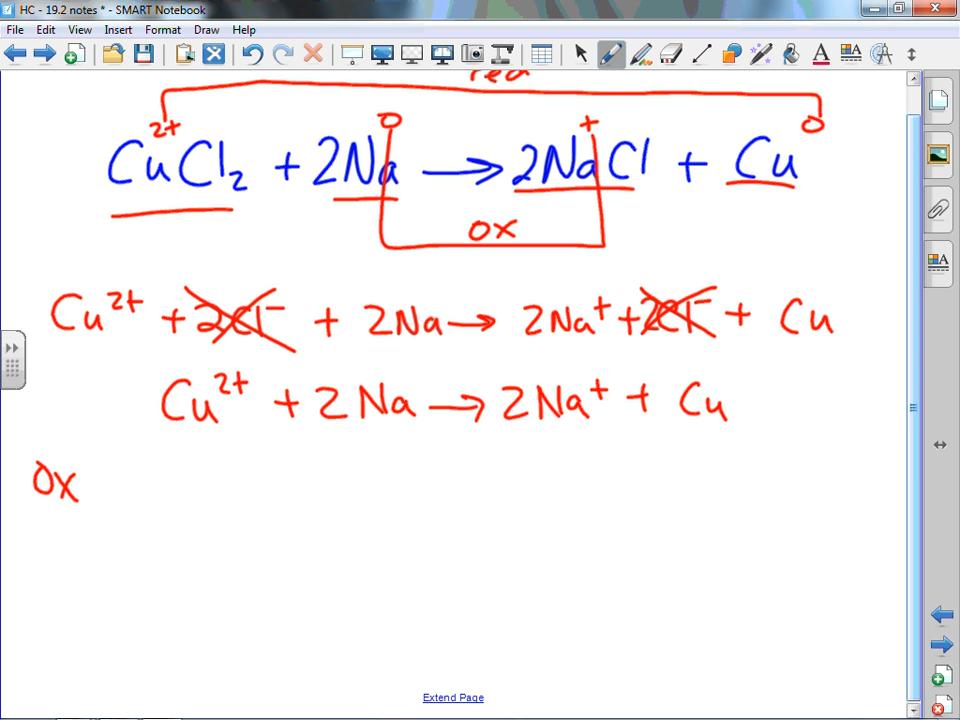 HC - 19.2 notes * - SMART Notebook
File Edit View Insert Format Draw Help
red
2+ 0 + 0
CuCl₂ + 2Na → 2NaCl + Cu
ox
Cu²⁺ + 2Cl⁻ + 2Na → 2Na⁺ + 2Cl⁻ + Cu
Cu²⁺ + 2Na → 2Na⁺ + Cu
Ox
Extend Page